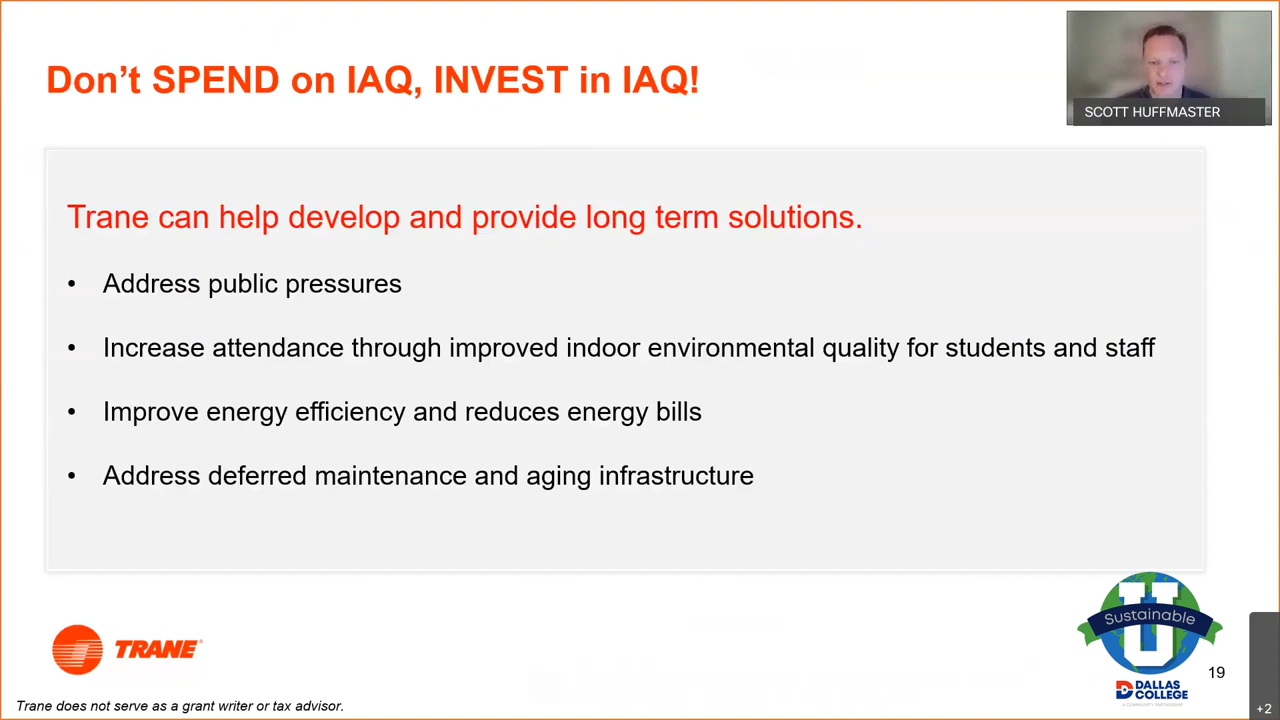 Don't SPEND on IAQ, INVEST in IAQ!
SCOTT HUFFMASTER
Trane can help develop and provide long term solutions.
• Address public pressures
• Increase attendance through improved indoor environmental quality for students and staff
• Improve energy efficiency and reduces energy bills
• Address deferred maintenance and aging infrastructure
TRANE
U
Sustainable
19
DALLAS
COLLEGE
A COMMUNITY PARTNERSHIP
Trane does not serve as a grant writer or tax advisor.
+2